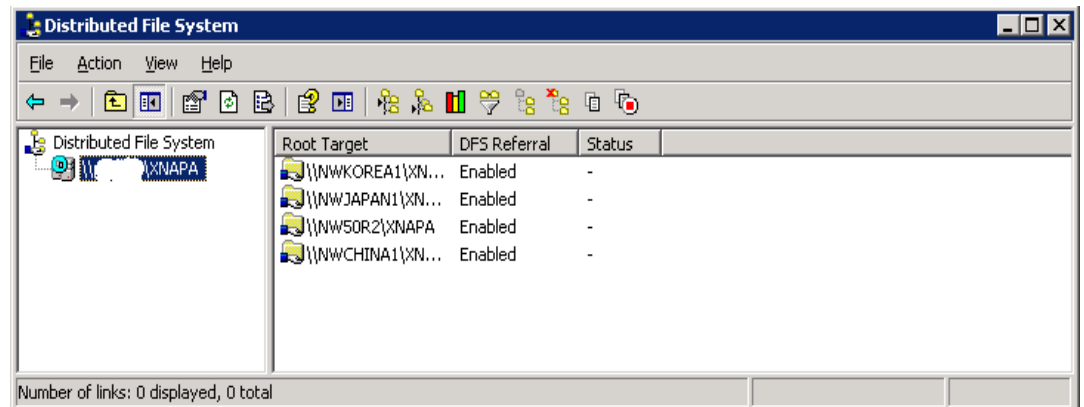 Distributed File System
File Action View Help
Distributed File System
\\ \XNAPA
Root Target DFS Referral Status
\\NWKOREA1\XN... Enabled -
\\NWJAPAN1\XN... Enabled -
\\NW50R2\XNAPA Enabled -
\\NWCHINA1\XN... Enabled -
Number of links: 0 displayed, 0 total